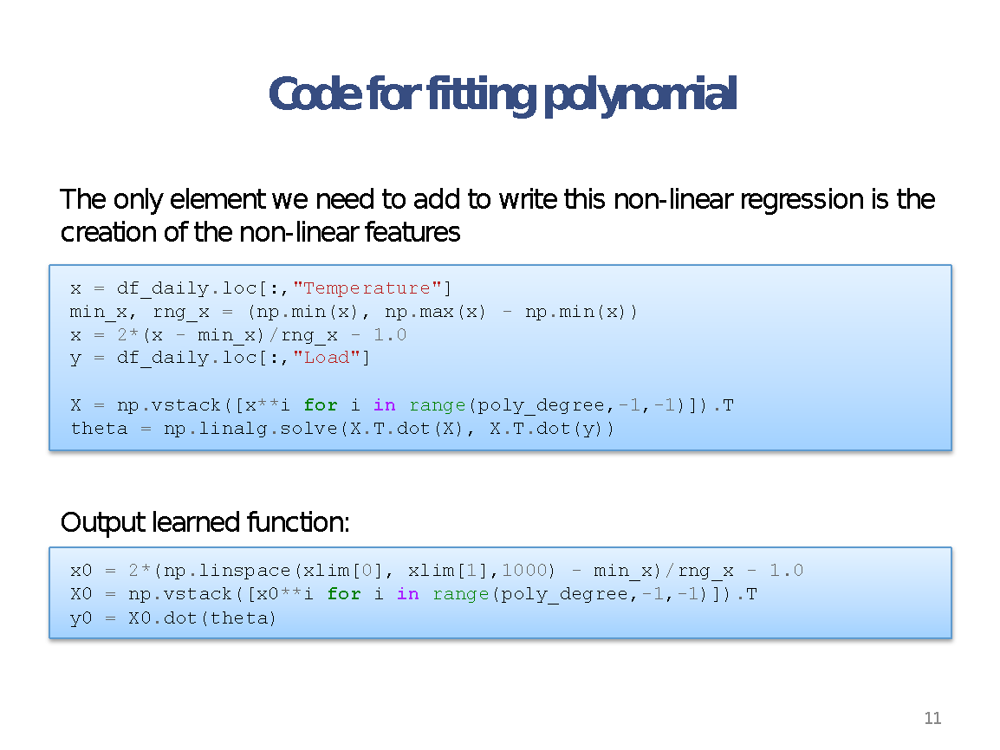 Code for fitting polynomial
The only element we need to add to write this non-linear regression is the
creation of the non-linear features
x = df_daily.loc[:,"Temperature"]
min_x, rng_x = (np.min(x), np.max(x) - np.min(x))
x = 2*(x - min_x)/rng_x - 1.0
y = df_daily.loc[:,"Load"]
X = np.vstack([x**i for i in range(poly_degree,-1,-1)]).T
theta = np.linalg.solve(X.T.dot(X), X.T.dot(y))
Output learned function:
x0 = 2*(np.linspace(xlim[0], xlim[1],1000) - min_x)/rng_x - 1.0
X0 = np.vstack([x0**i for i in range(poly_degree,-1,-1)]).T
y0 = X0.dot(theta)
11